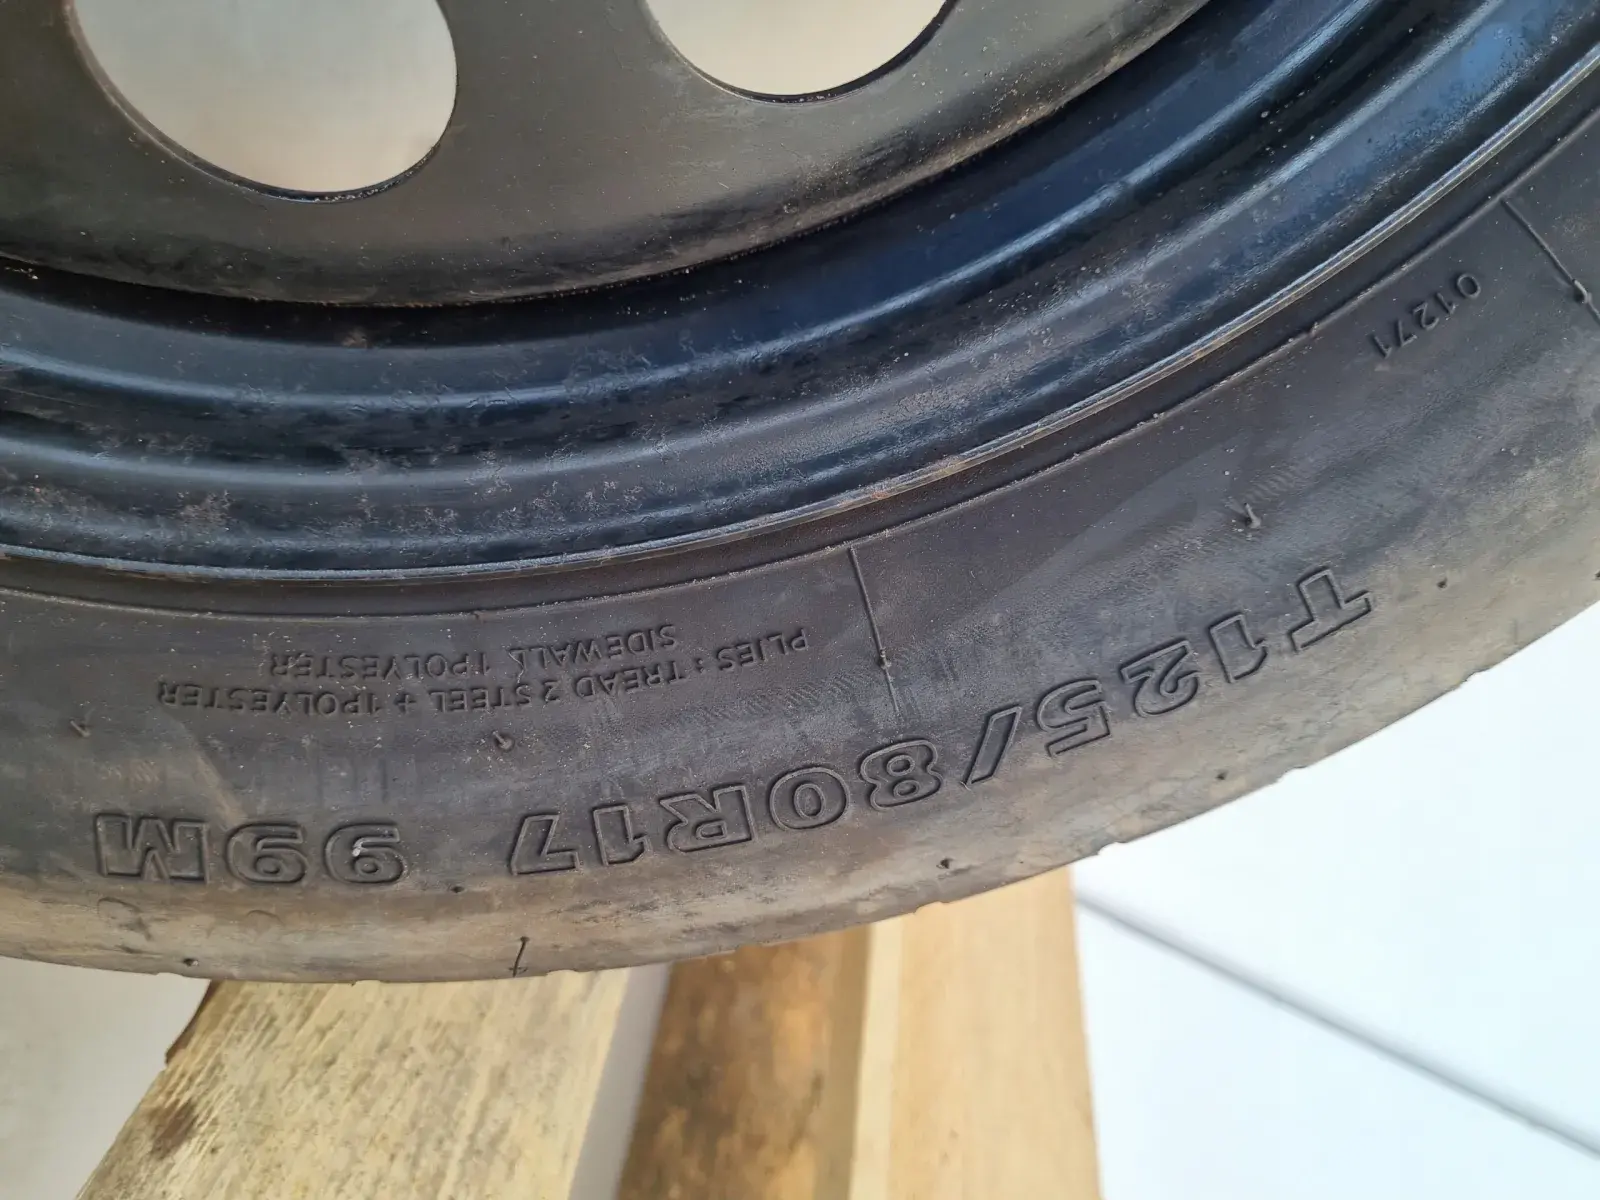 T125/80R17 99M
PLIES : TREAD 2 STEEL + 1POLYESTER
SIDEWALL 1POLYESTER
01271